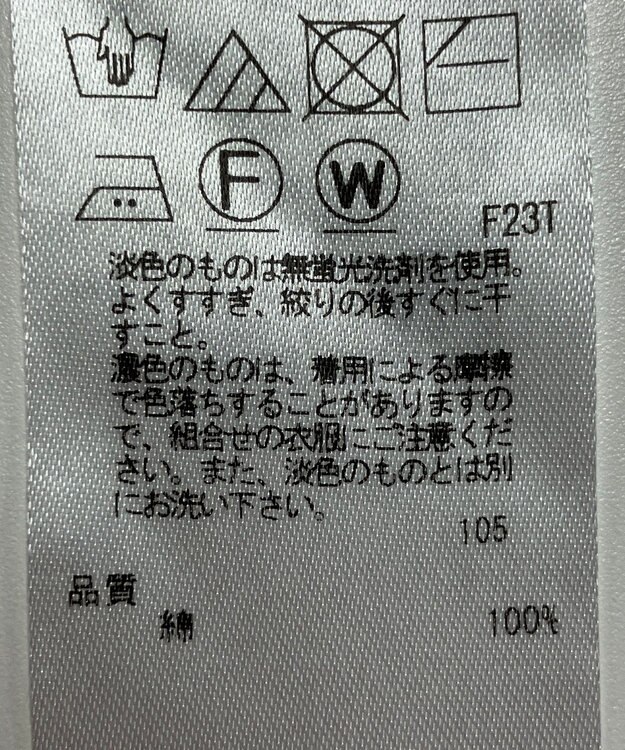 F W F23T
淡色のものは無蛍光洗剤を使用。
よくすすぎ、絞りの後すぐに干
すこと。
濃色のものは、着用による摩擦
で色落ちすることがありますの
で、組合せの衣服にご注意くだ
さい。また、淡色のものとは別
にお洗い下さい。
105
品質
綿 100%